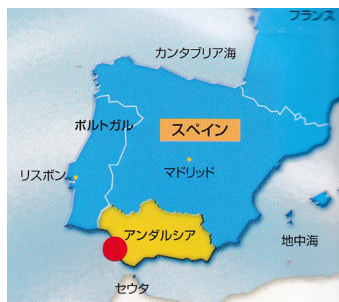 フランス
カンタブリア海
ポルトガル
スペイン
リスボン
マドリッド
アンダルシア
地中海
セウタ